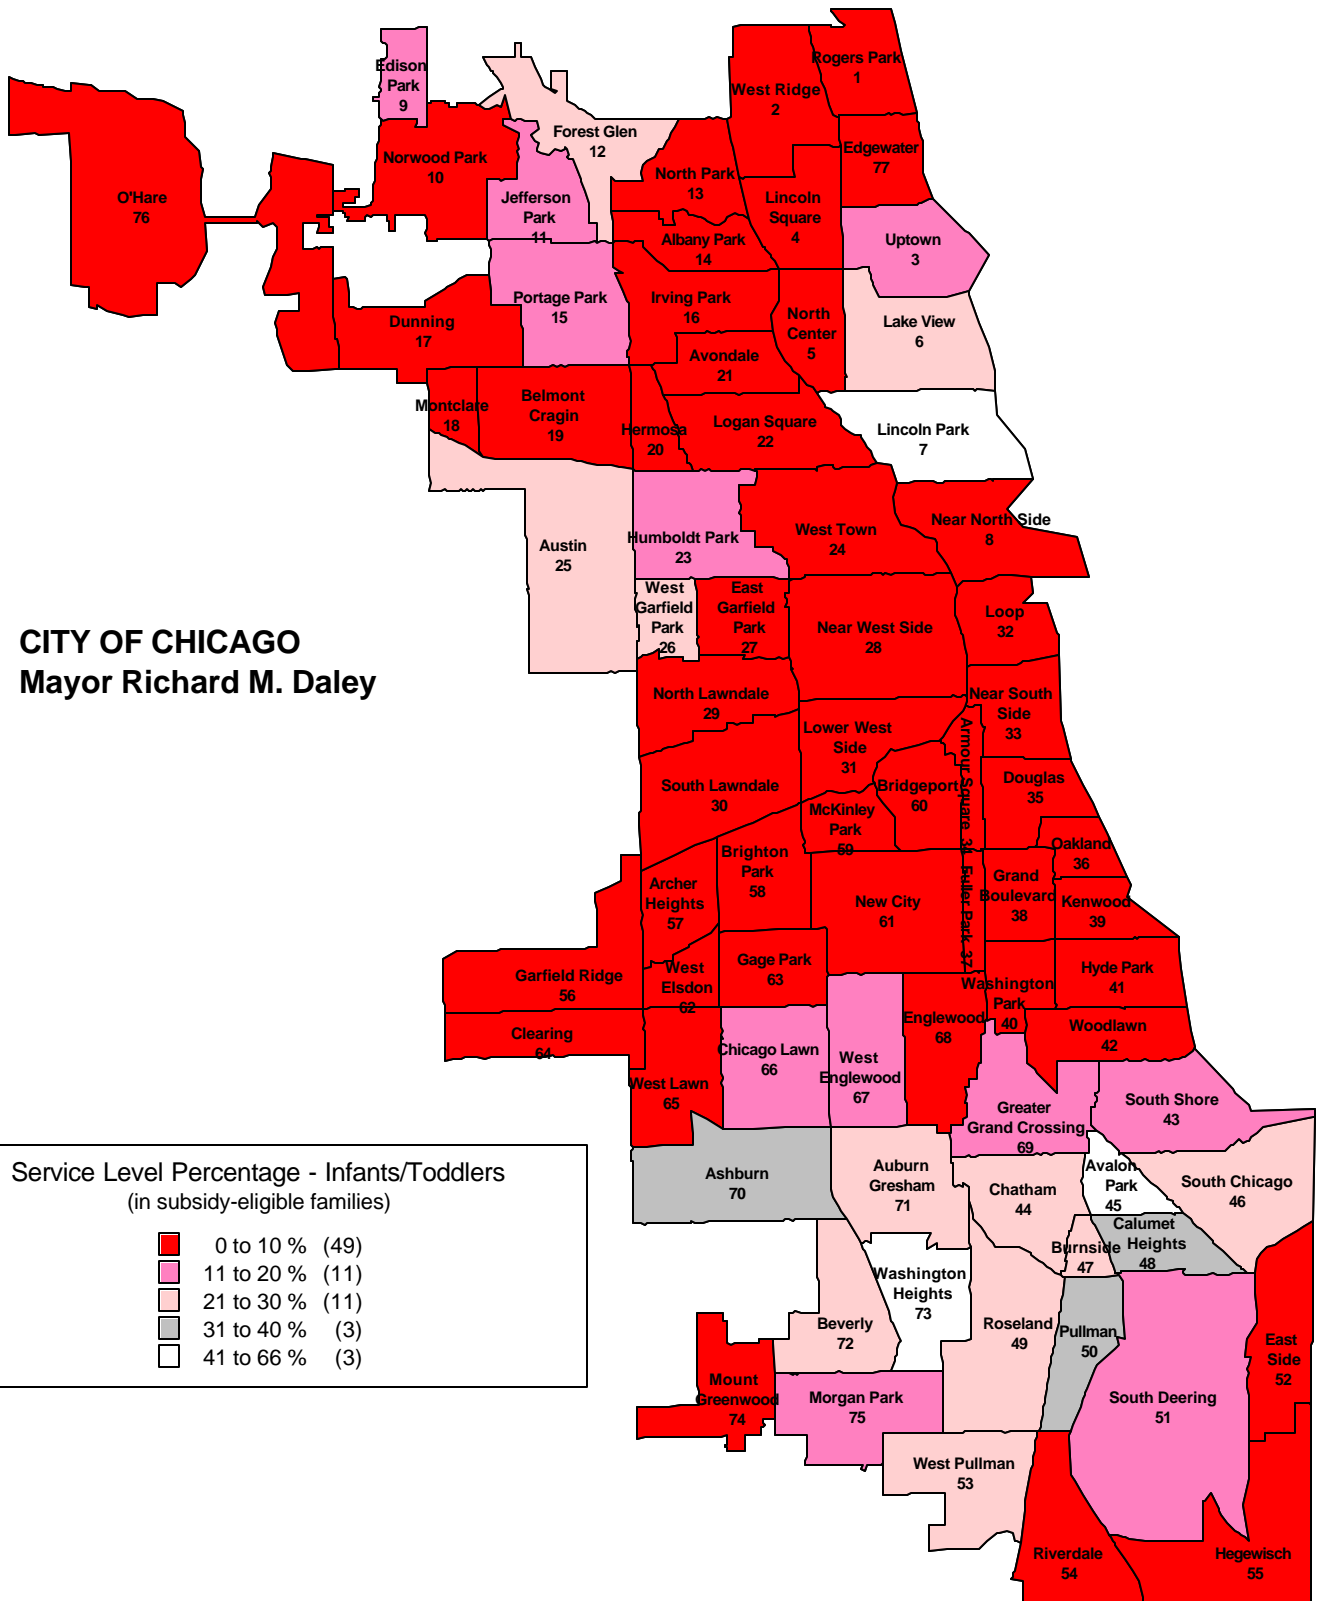 Rogers Park
1
Edison
Park
9
West Ridge
2
Forest Glen
12
Edgewater
77
Norwood Park
10
North Park
13
O'Hare
76
Jefferson
Park
11
Lincoln
Square
4
Albany Park
14
Uptown
3
Portage Park
15
Irving Park
16
North
Center
5
Lake View
6
Dunning
17
Avondale
21
Montclare
18
Belmont
Cragin
19
Hermosa
20
Logan Square
22
Lincoln Park
7
Near North Side
8
Austin
25
Humboldt Park
23
West Town
24
West
Garfield
Park
26
East
Garfield
Park
27
Near West Side
28
Loop
32
CITY OF CHICAGO
Mayor Richard M. Daley
North Lawndale
29
Near South
Side
33
Lower West
Side
31
Armour Square 34
South Lawndale
30
Bridgeport
60
Douglas
35
McKinley
Park
59
Oakland
36
Brighton
Park
58
Archer
Heights
57
New City
61
Fuller Park 37
Grand
Boulevard
38
Kenwood
39
Garfield Ridge
56
West
Elsdon
62
Gage Park
63
Washington
Park
40
Hyde Park
41
Clearing
64
Englewood
68
Woodlawn
42
Chicago Lawn
66
West
Englewood
67
West Lawn
65
Greater
Grand Crossing
69
South Shore
43
Ashburn
70
Auburn
Gresham
71
Chatham
44
Avalon
Park
45
South Chicago
46
Burnside
47
Calumet
Heights
48
Washington
Heights
73
Beverly
72
Roseland
49
Pullman
50
East
Side
52
Mount
Greenwood
74
Morgan Park
75
South Deering
51
West Pullman
53
Riverdale
54
Hegewisch
55
Service Level Percentage - Infants/Toddlers
(in subsidy-eligible families)
0 to 10 % (49)
11 to 20 % (11)
21 to 30 % (11)
31 to 40 % (3)
41 to 66 % (3)